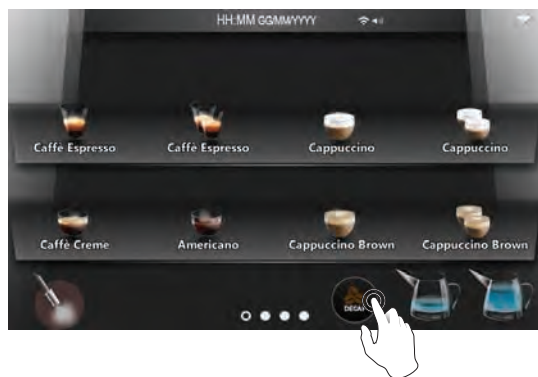 HH:MM GG/MM/YYYY
Caffè Espresso
Caffè Espresso
Cappuccino
Cappuccino
Caffè Creme
Americano
Cappuccino Brown
Cappuccino Brown